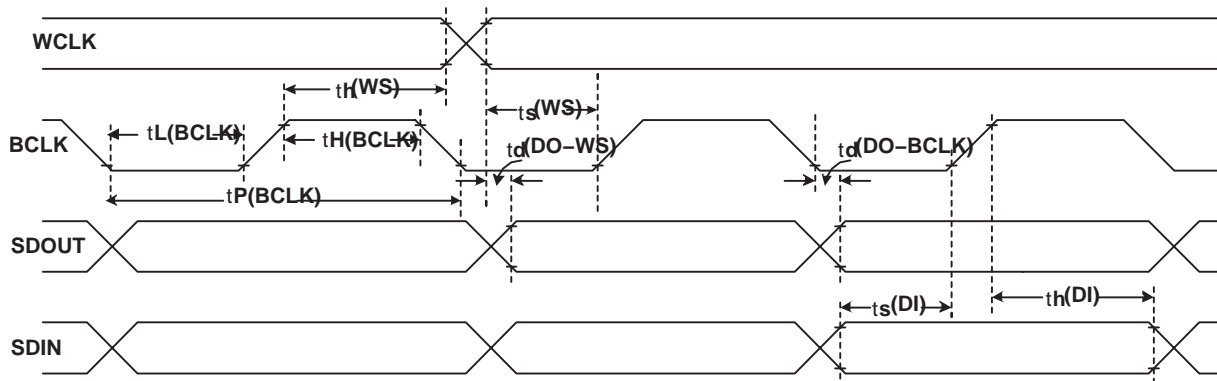 WCLK
th(WS)
ts(WS)
BCLK
tL(BCLK)
tH(BCLK)
td(DO−WS)
td(DO−BCLK)
tP(BCLK)
SDOUT
ts(DI)
th(DI)
SDIN